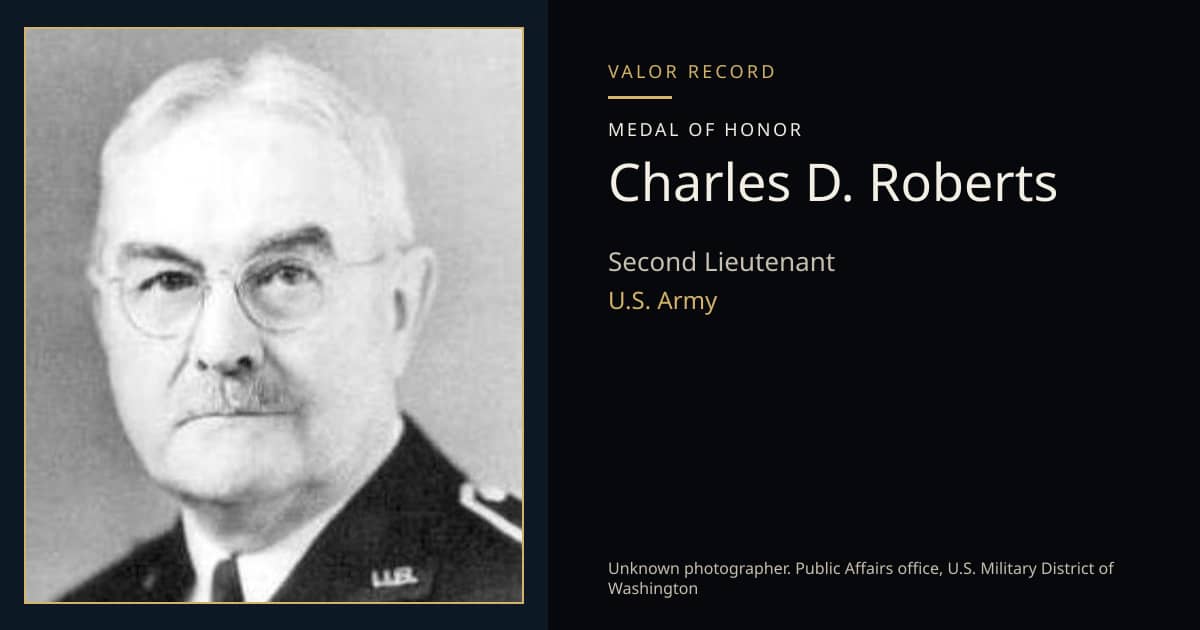 VALOR RECORD
MEDAL OF HONOR
Charles D. Roberts
Second Lieutenant
U.S. Army
U.S.
Unknown photographer. Public Affairs office, U.S. Military District of
Washington